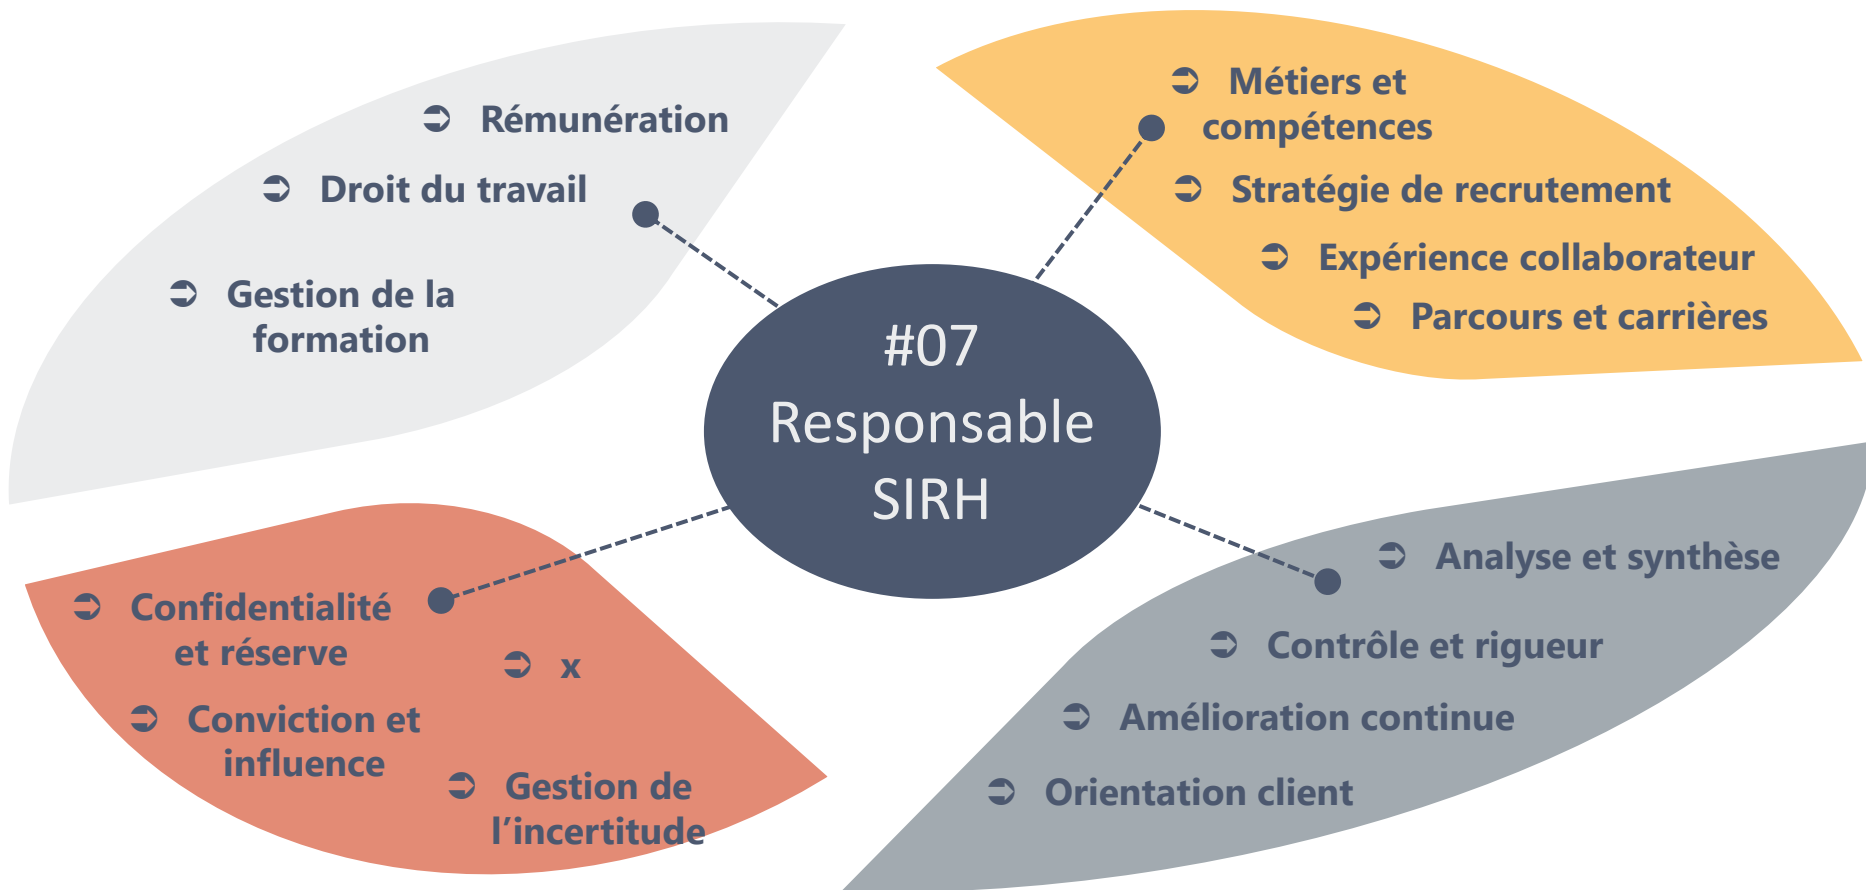 ➲ Rémunération
➲ Droit du travail
➲ Gestion de la
formation
➲ Métiers et
compétences
➲ Stratégie de recrutement
➲ Expérience collaborateur
➲ Parcours et carrières
#07
Responsable
SIRH
➲ Confidentialité
et réserve
➲ x
➲ Conviction et
influence
➲ Gestion de
l’incertitude
➲ Analyse et synthèse
➲ Contrôle et rigueur
➲ Amélioration continue
➲ Orientation client